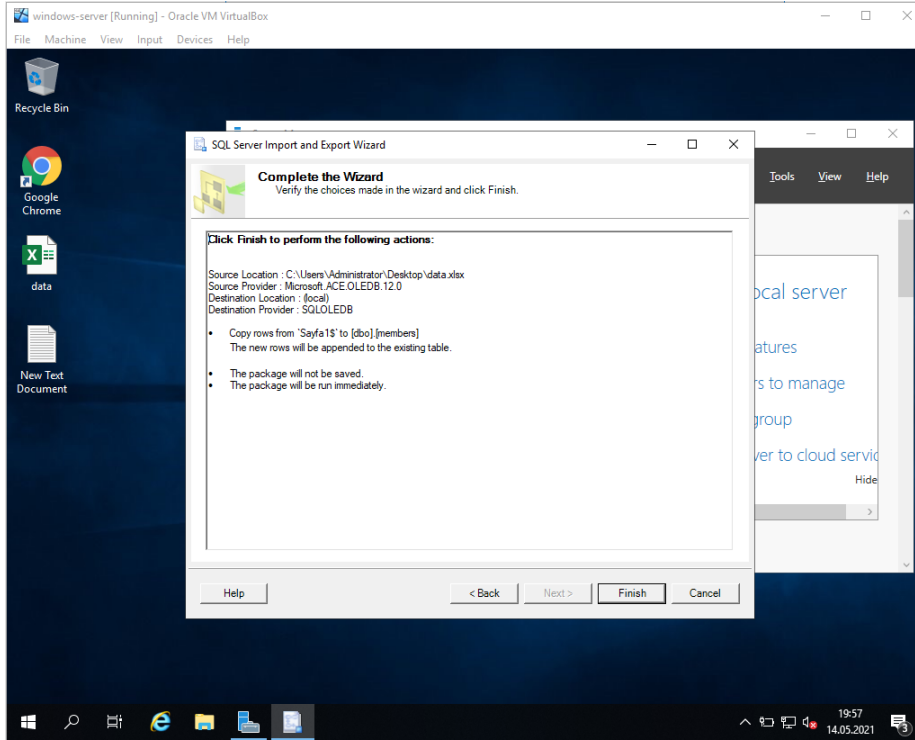 windows-server [Running] - Oracle VM VirtualBox
File Machine View Input Devices Help
Recycle Bin
Google
Chrome
data
New Text
Document
SQL Server Import and Export Wizard
Complete the Wizard
Verify the choices made in the wizard and click Finish.
Click Finish to perform the following actions:
Source Location : C:\Users\Administrator\Desktop\data.xlsx
Source Provider : Microsoft.ACE.OLEDB.12.0
Destination Location : (local)
Destination Provider : SQLOLEDB
• Copy rows from `Sayfa1$` to [dbo].[members]
The new rows will be appended to the existing table.
• The package will not be saved.
• The package will be run immediately.
Help
< Back
Next >
Finish
Cancel
Tools View Help
ocal server
atures
rs to manage
group
ver to cloud servic
Hide
19:57
14.05.2021
3